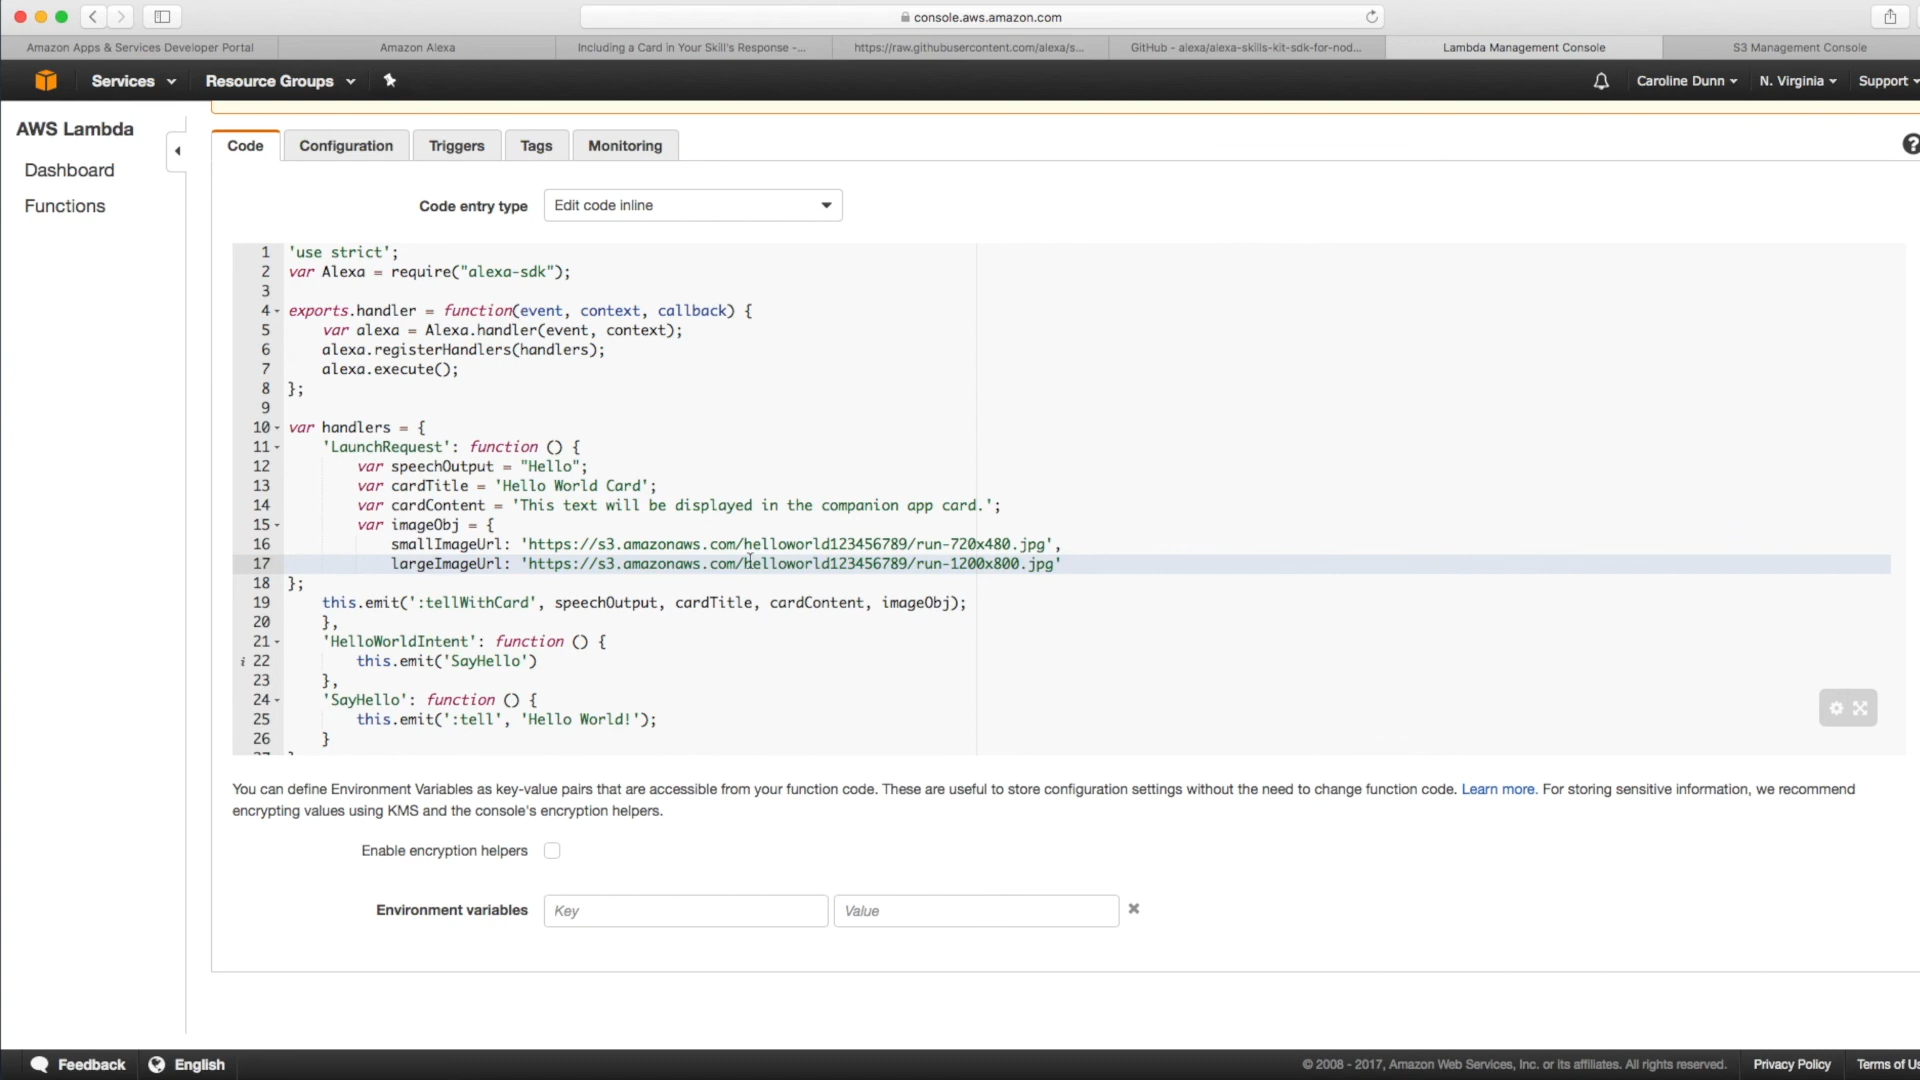 console.aws.amazon.com
Amazon Apps & Services Developer Portal
Amazon Alexa
Including a Card in Your Skill's Response -...
https://raw.githubusercontent.com/alexa/s...
GitHub - alexa/alexa-skills-kit-sdk-for-nod...
Lambda Management Console
S3 Management Console
Services
Resource Groups
Caroline Dunn
N. Virginia
Support
AWS Lambda
Dashboard
Functions
Code
Configuration
Triggers
Tags
Monitoring
?
Code entry type
Edit code inline
1 'use strict';
2 var Alexa = require("alexa-sdk");
3
4 exports.handler = function(event, context, callback) {
5 var alexa = Alexa.handler(event, context);
6 alexa.registerHandlers(handlers);
7 alexa.execute();
8 };
9
10 var handlers = {
11 'LaunchRequest': function () {
12 var speechOutput = "Hello";
13 var cardTitle = 'Hello World Card';
14 var cardContent = 'This text will be displayed in the companion app card.';
15 var imageObj = {
16 smallImageUrl: 'https://s3.amazonaws.com/helloworld123456789/run-720x480.jpg',
17 largeImageUrl: 'https://s3.amazonaws.com/helloworld123456789/run-1200x800.jpg'
18 };
19 this.emit(':tellWithCard', speechOutput, cardTitle, cardContent, imageObj);
20 },
21 'HelloWorldIntent': function () {
i 22 this.emit('SayHello')
23 },
24 'SayHello': function () {
25 this.emit(':tell', 'Hello World!');
26 }
You can define Environment Variables as key-value pairs that are accessible from your function code. These are useful to store configuration settings without the need to change function code. Learn more. For storing sensitive information, we recommend
encrypting values using KMS and the console's encryption helpers.
Enable encryption helpers
Environment variables
Key
Value
Feedback
English
© 2008 - 2017, Amazon Web Services, Inc. or its affiliates. All rights reserved.
Privacy Policy
Terms of Us